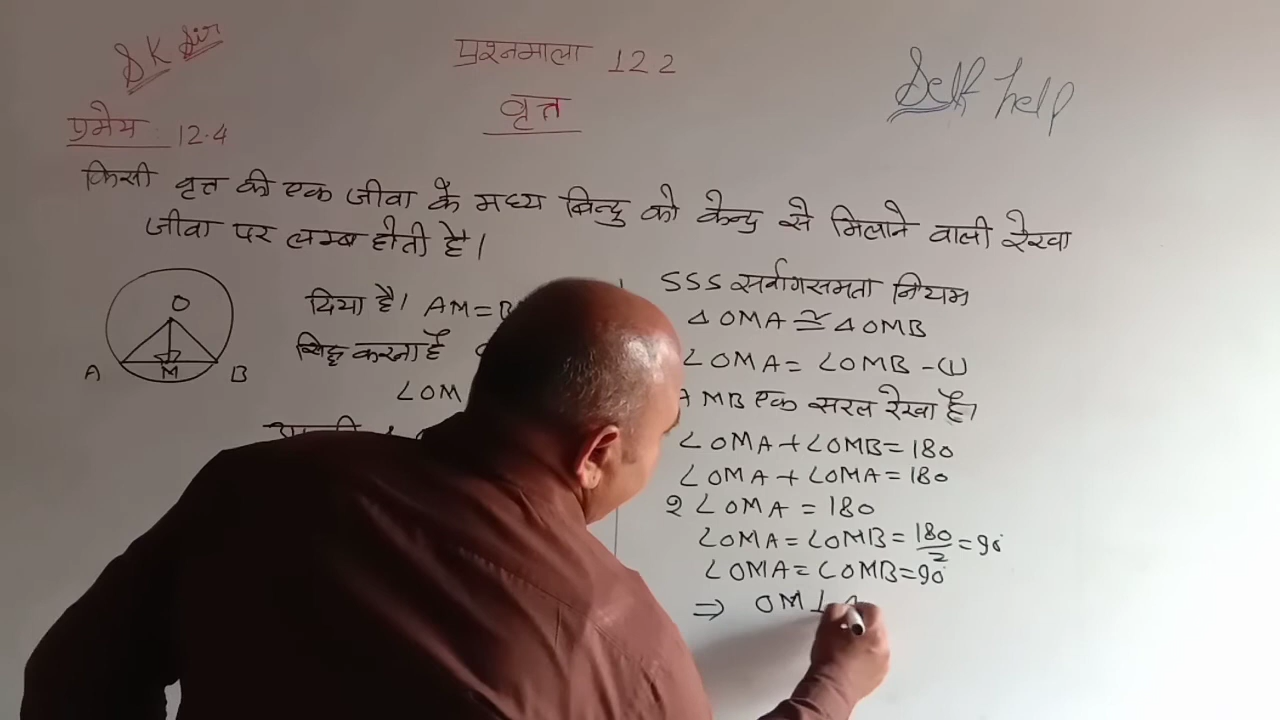 SK Sir
प्रश्नमाला 12 2
Self help
वृत्त
प्रमेय 12.4
किसी वृत्त की एक जीवा के मध्य बिन्दु को केन्द्र से मिलाने वाली रेखा
जीवा पर लम्ब होती है।
O
A M B
दिया है। AM = B
सिद्ध करना है
∠OM
SSS सर्वांगसमता नियम
△OMA ≅ △OMB
∠OMA = ∠OMB - (1)
AMB एक सरल रेखा है।
∠OMA + ∠OMB = 180
∠OMA + ∠OMA = 180
2∠OMA = 180
∠OMA = ∠OMB = 180/2 = 90°
∠OMA = ∠OMB = 90°
⇒ OM ⊥ A